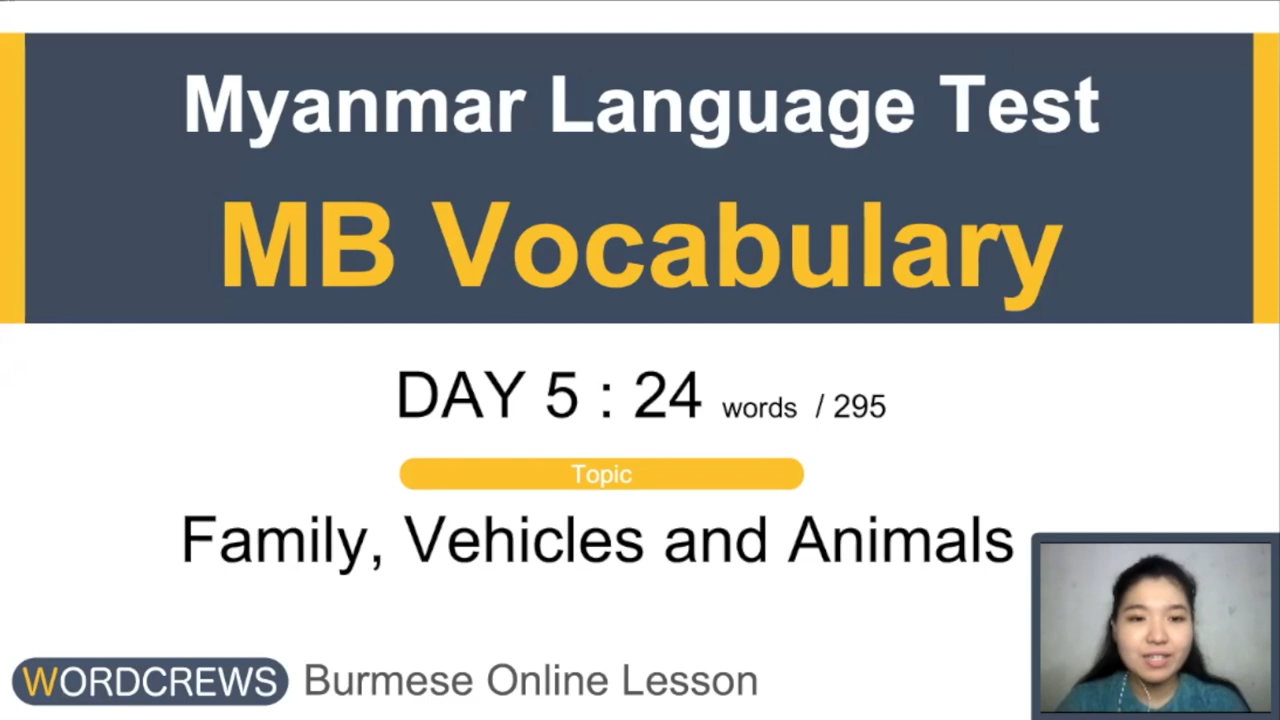 Myanmar Language Test
MB Vocabulary
DAY 5 : 24 words / 295
Topic
Family, Vehicles and Animals
WORDCREWS Burmese Online Lesson